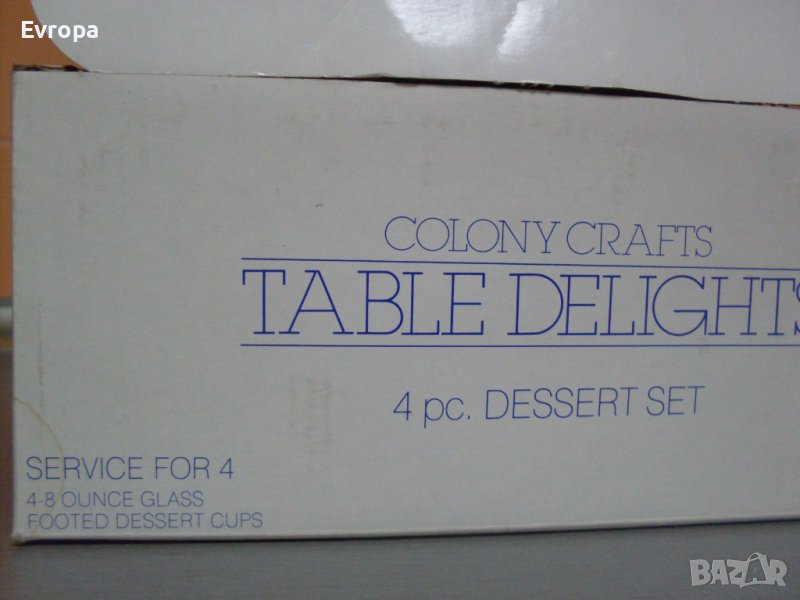 Evropa
COLONY CRAFTS
TABLE DELIGHTS
4 pc. DESSERT SET
SERVICE FOR 4
4-8 OUNCE GLASS
FOOTED DESSERT CUPS
BAZAR